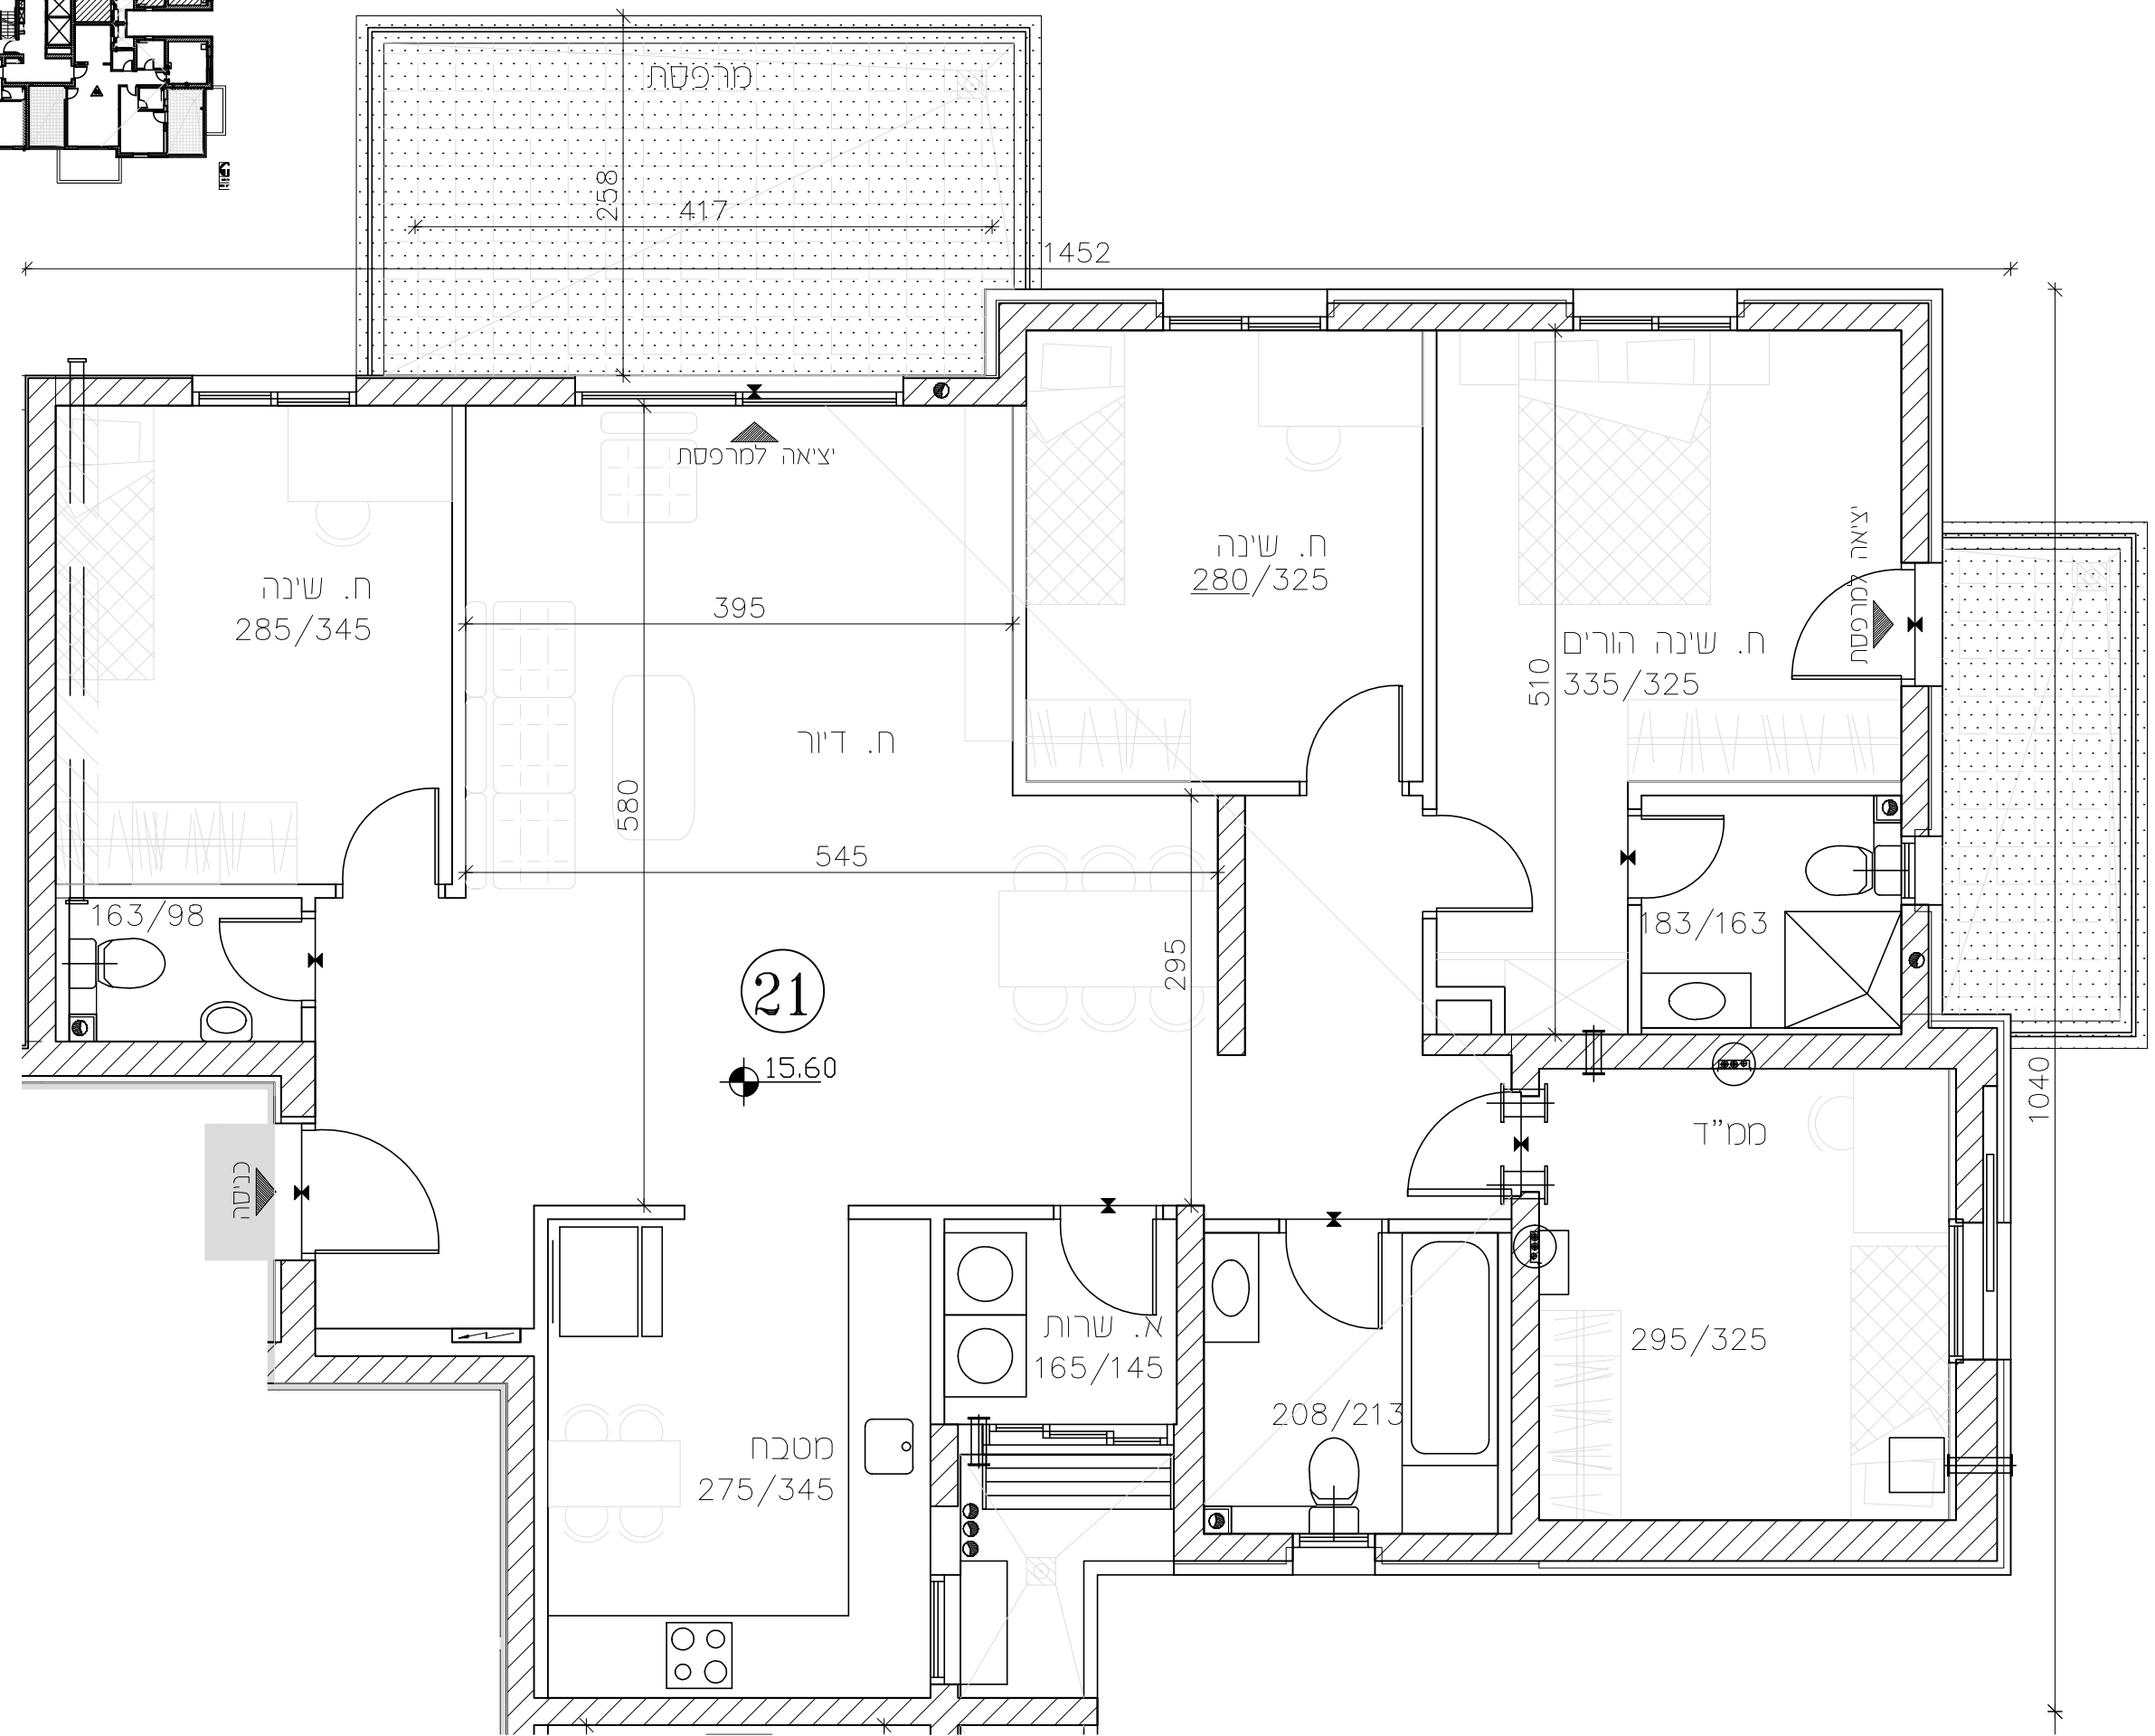 מרפסת
258
417
1452
יציאה למרפסת
ח. שינה
280/325
יציאה למרפסת
ח. שינה
285/345
395
ח. שינה הורים
335/325
510
ח. דיור
580
545
163/98
183/163
295
21
15.60
1040
ממ"ד
כניסה
א. שרות
165/145
295/325
208/213
מטבח
275/345